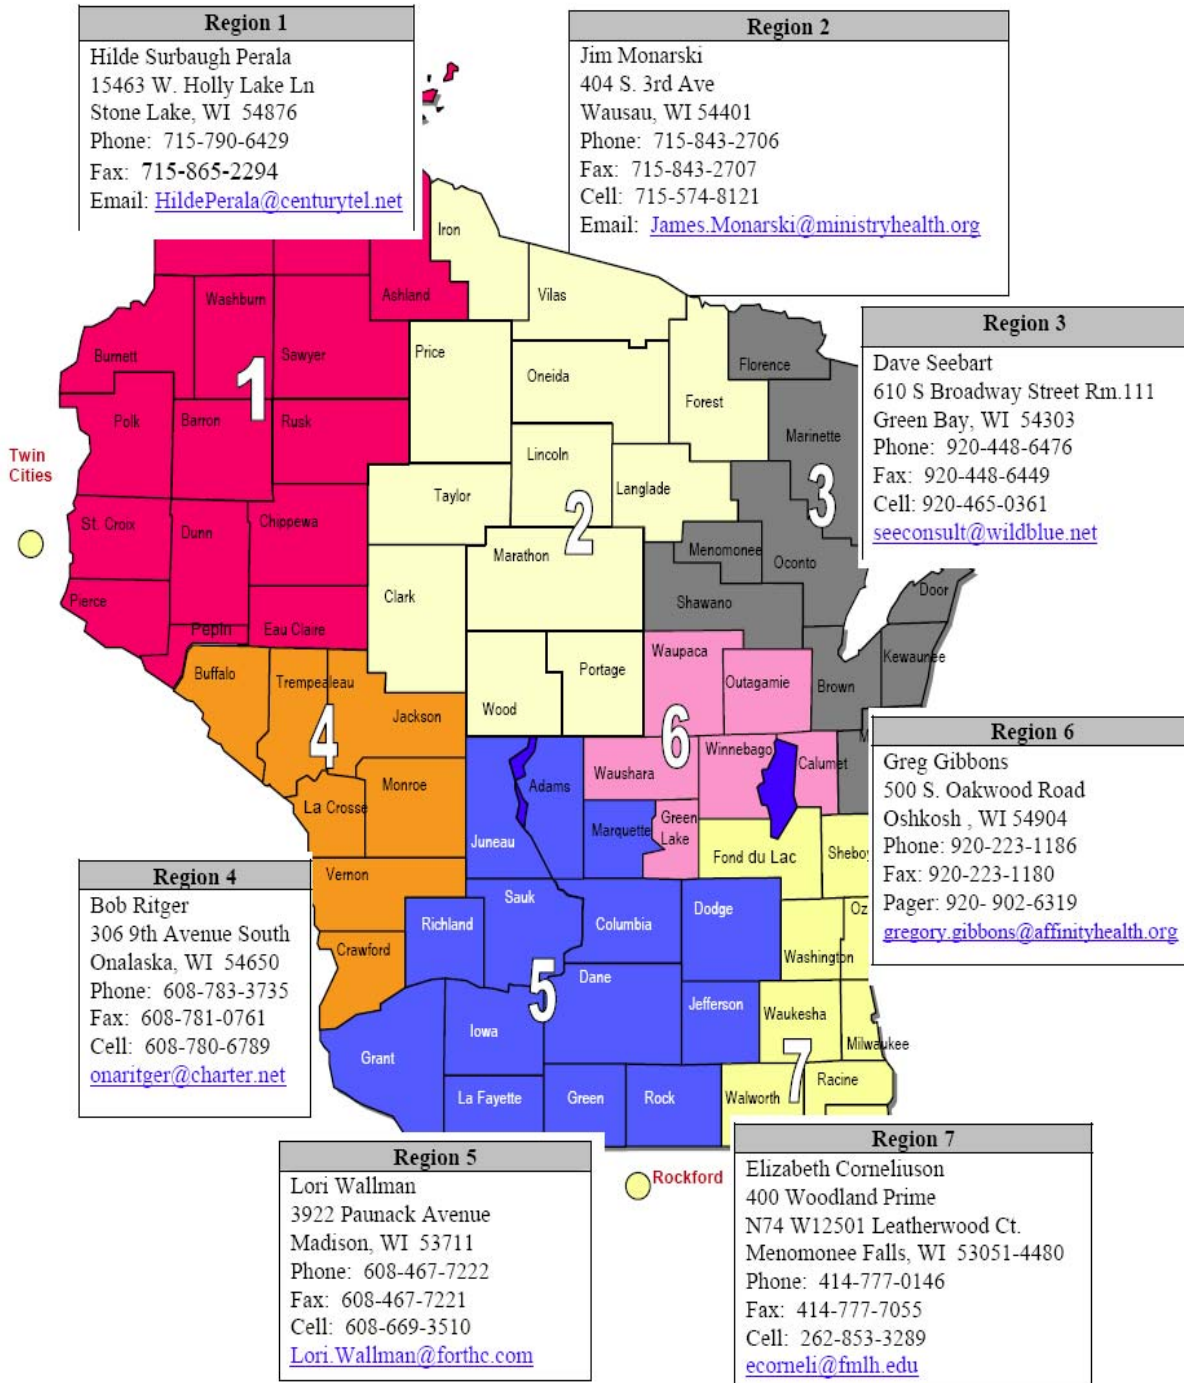 Region 1
Hilde Surbaugh Perala
15463 W. Holly Lake Ln
Stone Lake, WI 54876
Phone: 715-790-6429
Fax: 715-865-2294
Email: HildePerala@centurytel.net
Region 2
Jim Monarski
404 S. 3rd Ave
Wausau, WI 54401
Phone: 715-843-2706
Fax: 715-843-2707
Cell: 715-574-8121
Email: James.Monarski@ministryhealth.org
Region 3
Dave Seebart
610 S Broadway Street Rm.111
Green Bay, WI 54303
Phone: 920-448-6476
Fax: 920-448-6449
Cell: 920-465-0361
seeconsult@wildblue.net
Iron
Vilas
Ashland
Washburn
Burnett
Sawyer
Price
Oneida
Florence
Forest
1
Polk
Barron
Rusk
Marinette
Twin
Cities
Lincoln
Langlade
Taylor
2
3
St. Croix
Dunn
Chippewa
Marathon
Menomonee
Oconto
Door
Pierce
Clark
Shawano
Pepin
Eau Claire
Waupaca
Kewaunee
Buffalo
Trempealeau
Portage
Outagamie
Brown
Jackson
Wood
4
6
Winnebago
M
Calumet
Waushara
Adams
Monroe
La Crosse
Juneau
Marquette
Green
Lake
Fond du Lac
Sheboy
Vernon
Sauk
Richland
Columbia
Dodge
Oz
Crawford
Washington
5
Dane
Jefferson
Waukesha
Iowa
Grant
Milwaukee
7
Racine
La Fayette
Green
Rock
Walworth
Rockford
Region 6
Greg Gibbons
500 S. Oakwood Road
Oshkosh , WI 54904
Phone: 920-223-1186
Fax: 920-223-1180
Pager: 920- 902-6319
gregory.gibbons@affinityhealth.org
Region 4
Bob Ritger
306 9th Avenue South
Onalaska, WI 54650
Phone: 608-783-3735
Fax: 608-781-0761
Cell: 608-780-6789
onaritger@charter.net
Region 5
Lori Wallman
3922 Paunack Avenue
Madison, WI 53711
Phone: 608-467-7222
Fax: 608-467-7221
Cell: 608-669-3510
Lori.Wallman@forthc.com
Region 7
Elizabeth Corneliuson
400 Woodland Prime
N74 W12501 Leatherwood Ct.
Menomonee Falls, WI 53051-4480
Phone: 414-777-0146
Fax: 414-777-7055
Cell: 262-853-3289
ecorneli@fmlh.edu